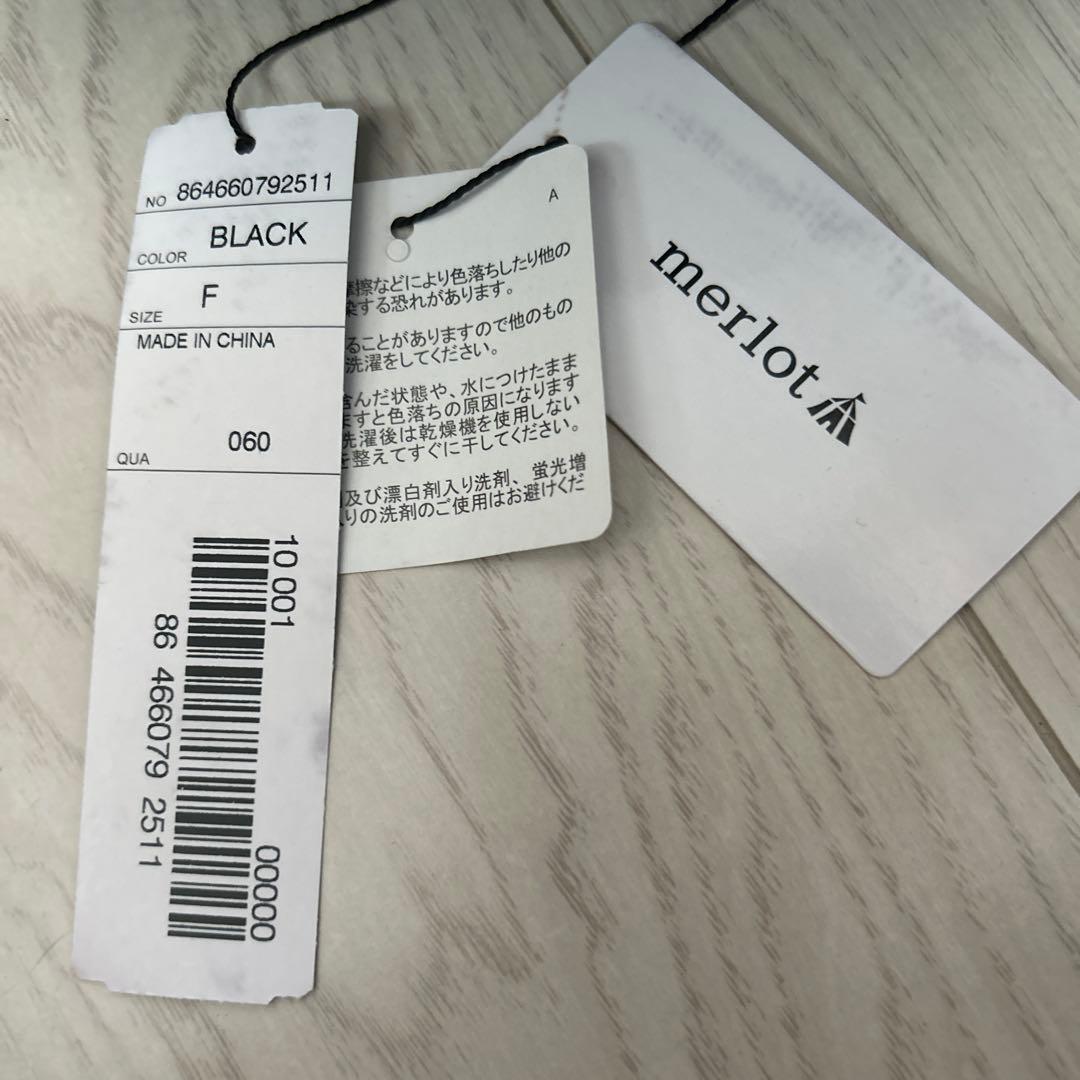 NO 864660792511
COLOR BLACK
SIZE F
MADE IN CHINA
QUA 060
10 001
86 466079 2511
00000
A
擦などにより色落ちしたり他の
染する恐れがあります。
ることがありますので他のもの
洗濯をしてください。
含んだ状態や、水につけたまま
ますと色落ちの原因になります
洗濯後は乾燥機を使用しない
を整えてすぐに干してください。
及び漂白剤入り洗剤、蛍光増
入りの洗剤のご使用はお避けくだ
merlot